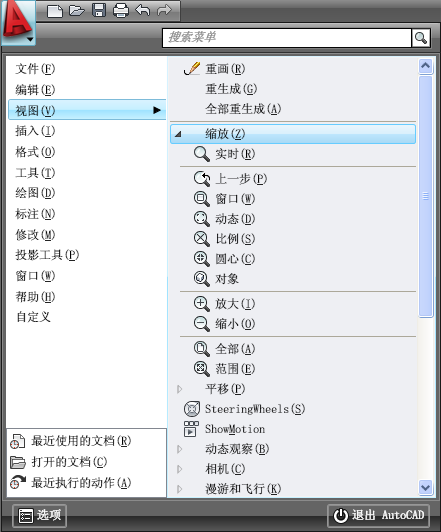 搜索菜单
文件(F)
编辑(E)
视图(V)
插入(I)
格式(O)
工具(T)
绘图(D)
标注(N)
修改(M)
投影工具(P)
窗口(W)
帮助(H)
自定义
重画(R)
重生成(G)
全部重生成(A)
缩放(Z)
实时(R)
上一步(P)
窗口(W)
动态(D)
比例(S)
圆心(C)
对象
放大(I)
缩小(O)
全部(A)
范围(E)
平移(P)
SteeringWheels(S)
ShowMotion
动态观察(B)
相机(C)
漫游和飞行(K)
最近使用的文档(R)
打开的文档(C)
最近执行的动作(A)
选项
退出 AutoCAD